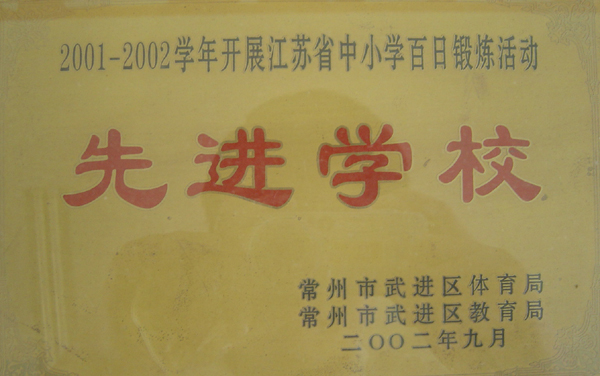 2001-2002学年开展江苏省中小学百日锻炼活动
先进学校
常州市武进区体育局
常州市武进区教育局
二〇〇二年九月